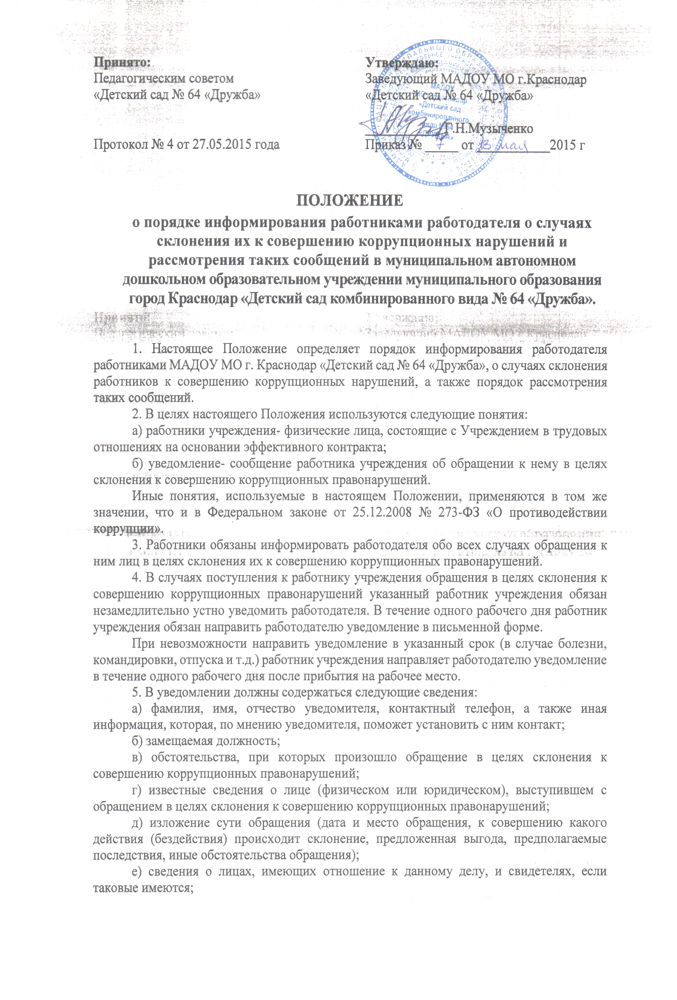 Принято:
Педагогическим советом
«Детский сад № 64 «Дружба»
Протокол № 4 от 27.05.2015 года
Утверждаю:
Заведующий МАДОУ МО г.Краснодар
«Детский сад № 64 «Дружба»
Т.Н.Музыченко
Приказ № 7 от мая 2015 г
МАДОУ
МО г.Краснодар
«Детский сад
комбинированного
вида №64
«ДРУЖБА»
ПОЛОЖЕНИЕ
о порядке информирования работниками работодателя о случаях
склонения их к совершению коррупционных нарушений и
рассмотрения таких сообщений в муниципальном автономном
дошкольном образовательном учреждении муниципального образования
город Краснодар «Детский сад комбинированного вида № 64 «Дружба».
1. Настоящее Положение определяет порядок информирования работодателя
работниками МАДОУ МО г. Краснодар «Детский сад № 64 «Дружба», о случаях склонения
работников к совершению коррупционных нарушений, а также порядок рассмотрения
таких сообщений.
2. В целях настоящего Положения используются следующие понятия:
а) работники учреждения- физические лица, состоящие с Учреждением в трудовых
отношениях на основании эффективного контракта;
б) уведомление- сообщение работника учреждения об обращении к нему в целях
склонения к совершению коррупционных правонарушений.
Иные понятия, используемые в настоящем Положении, применяются в том же
значении, что и в Федеральном законе от 25.12.2008 № 273-ФЗ «О противодействии
коррупции».
3. Работники обязаны информировать работодателя обо всех случаях обращения к
ним лиц в целях склонения их к совершению коррупционных правонарушений.
4. В случаях поступления к работнику учреждения обращения в целях склонения к
совершению коррупционных правонарушений указанный работник учреждения обязан
незамедлительно устно уведомить работодателя. В течение одного рабочего дня работник
учреждения обязан направить работодателю уведомление в письменной форме.
При невозможности направить уведомление в указанный срок (в случае болезни,
командировки, отпуска и т.д.) работник учреждения направляет работодателю уведомление
в течение одного рабочего дня после прибытия на рабочее место.
5. В уведомлении должны содержаться следующие сведения:
а) фамилия, имя, отчество уведомителя, контактный телефон, а также иная
информация, которая, по мнению уведомителя, поможет установить с ним контакт;
б) замещаемая должность;
в) обстоятельства, при которых произошло обращение в целях склонения к
совершению коррупционных правонарушений;
г) известные сведения о лице (физическом или юридическом), выступившем с
обращением в целях склонения к совершению коррупционных правонарушений;
д) изложение сути обращения (дата и место обращения, к совершению какого
действия (бездействия) происходит склонение, предложенная выгода, предполагаемые
последствия, иные обстоятельства обращения);
е) сведения о лицах, имеющих отношение к данному делу, и свидетелях, если
таковые имеются;